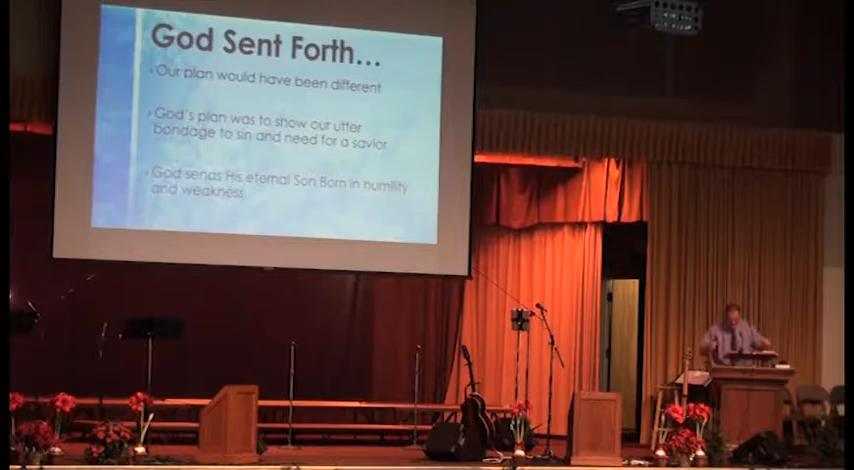 God Sent Forth...
Our plan would have been different
God's plan was to show our utter
bondage to sin and need for a savior
God sends His eternal Son Born in humility
and weakness